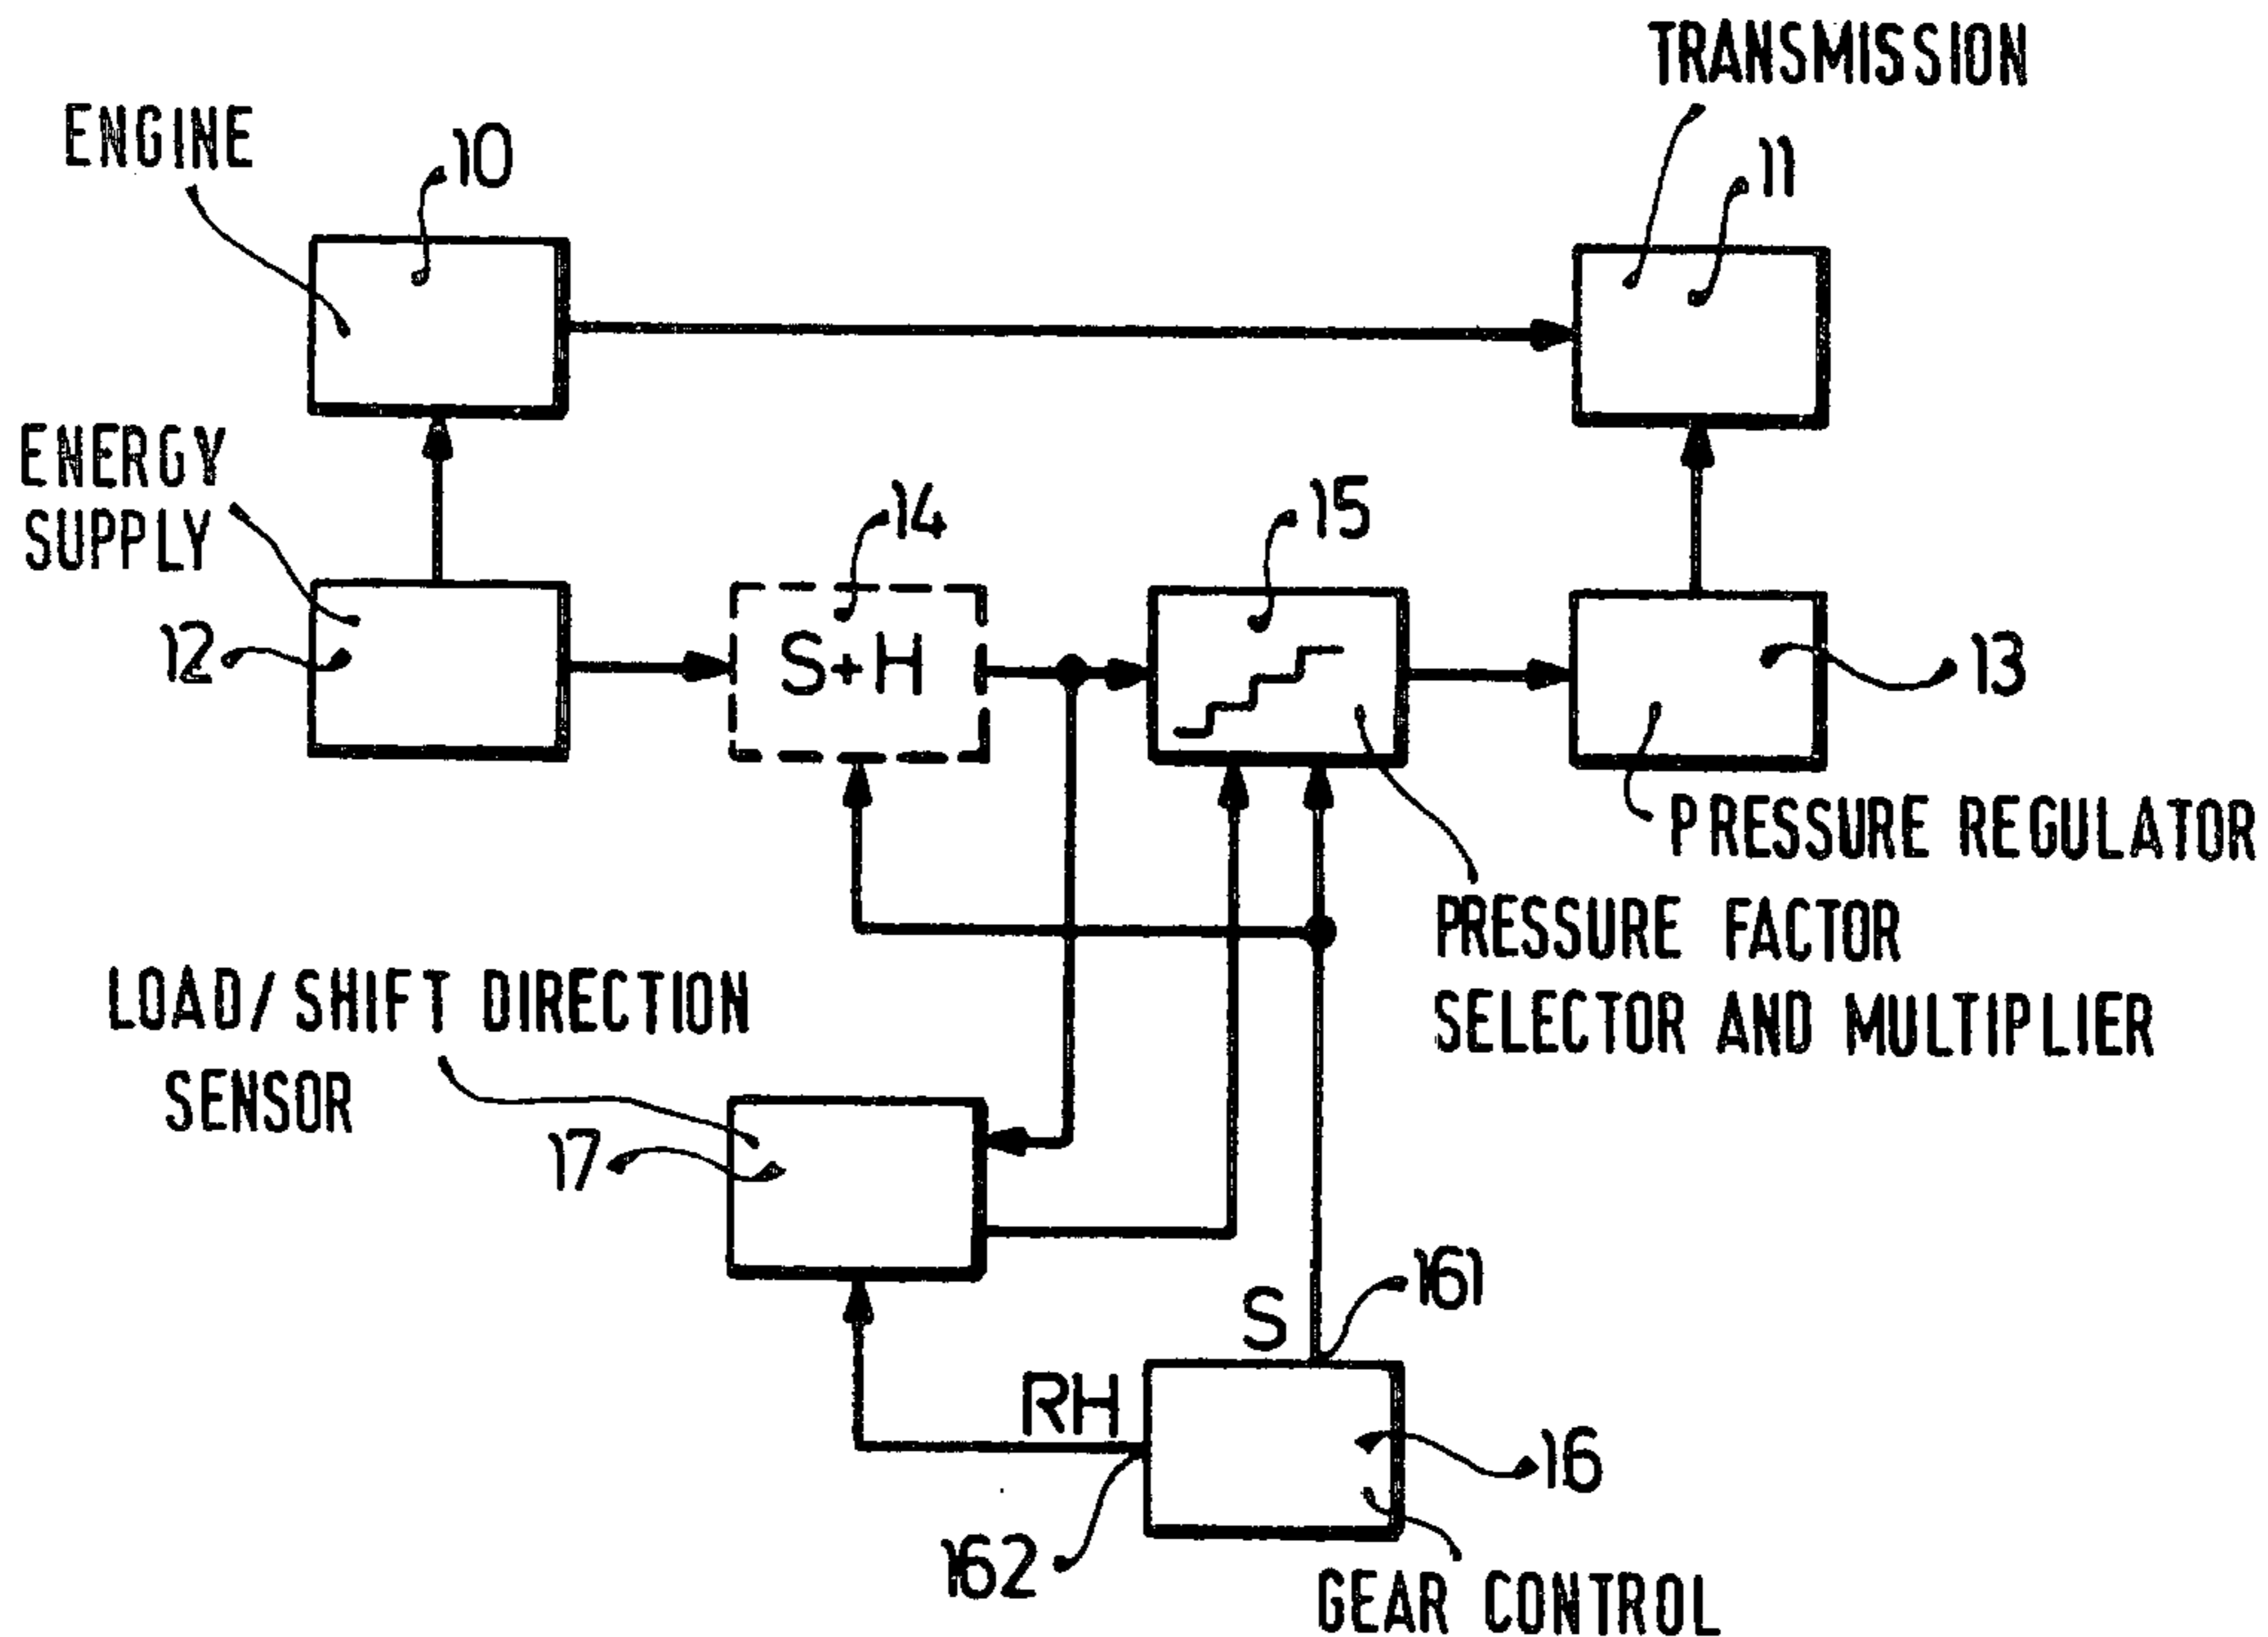 TRANSMISSION
ENGINE
10
11
ENERGY
SUPPLY
14
15
12
S+H
13
PRESSURE REGULATOR
PRESSURE FACTOR
SELECTOR AND MULTIPLIER
LOAD/SHIFT DIRECTION
SENSOR
17
161
S
RH
16
162
GEAR CONTROL